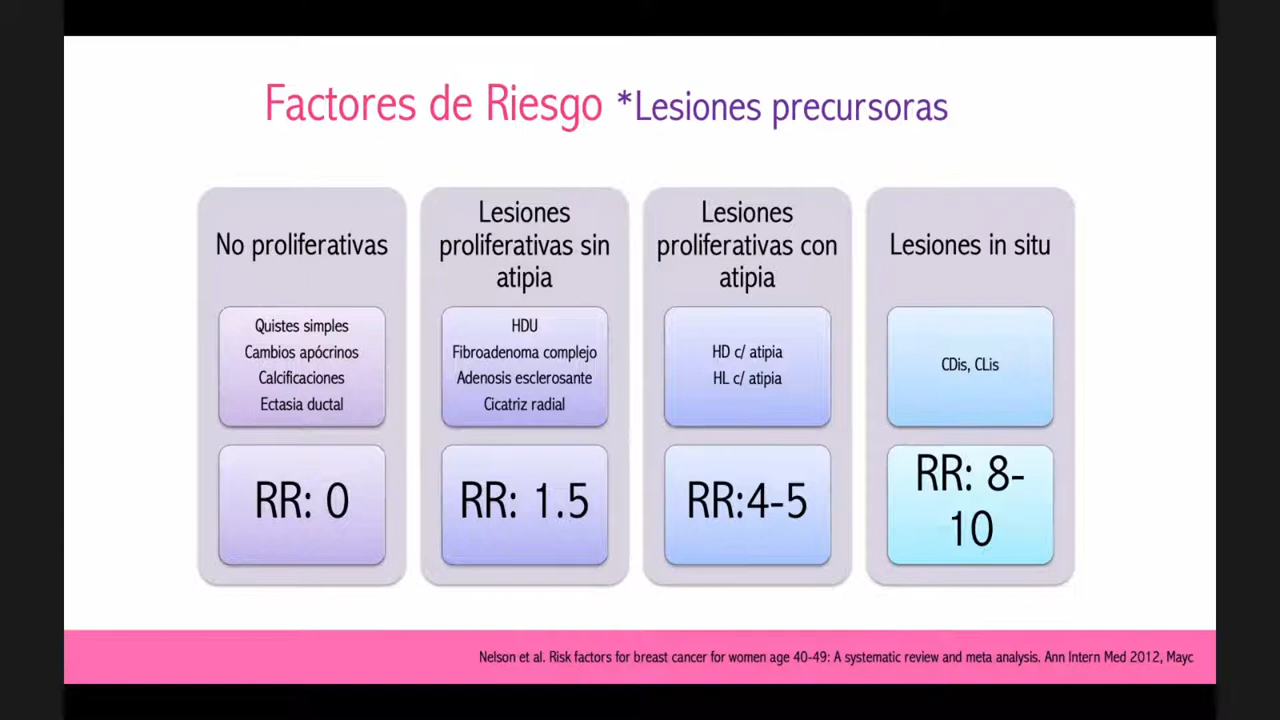 Factores de Riesgo *Lesiones precursoras
No proliferativas
Quistes simples
Cambios apócrinos
Calcificaciones
Ectasia ductal
RR: 0
Lesiones
proliferativas sin
atipia
HDU
Fibroadenoma complejo
Adenosis esclerosante
Cicatriz radial
RR: 1.5
Lesiones
proliferativas con
atipia
HD c/ atipia
HL c/ atipia
RR:4-5
Lesiones in situ
CDis, CLis
RR: 8-
10
Nelson et al. Risk factors for breast cancer for women age 40-49: A systematic review and meta analysis. Ann Intern Med 2012, Mayc